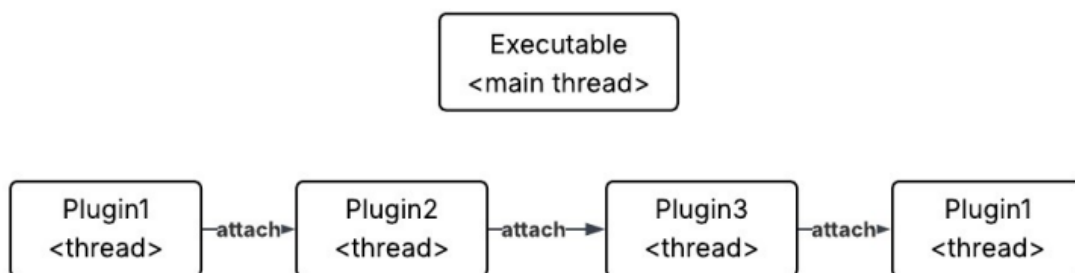 Executable
<main thread>
Plugin1
<thread>
attach
Plugin2
<thread>
attach
Plugin3
<thread>
attach
Plugin1
<thread>